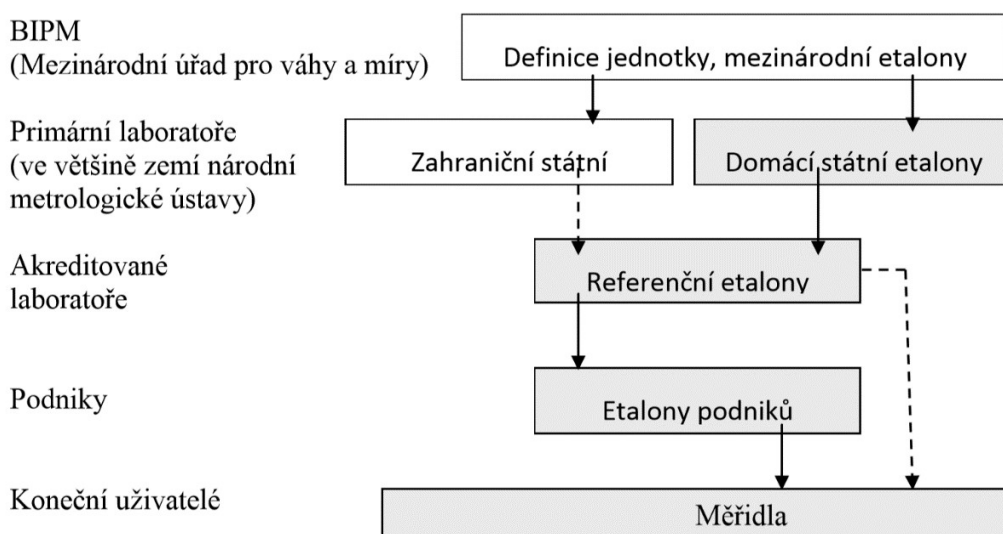 BIPM
(Mezinárodní úřad pro váhy a míry)
Definice jednotky, mezinárodní etalony
Primární laboratoře
(ve většině zemí národní
metrologické ústavy)
Zahraniční státní
Domácí státní etalony
Akreditované
laboratoře
Referenční etalony
Podniky
Etalony podniků
Koneční uživatelé
Měřidla